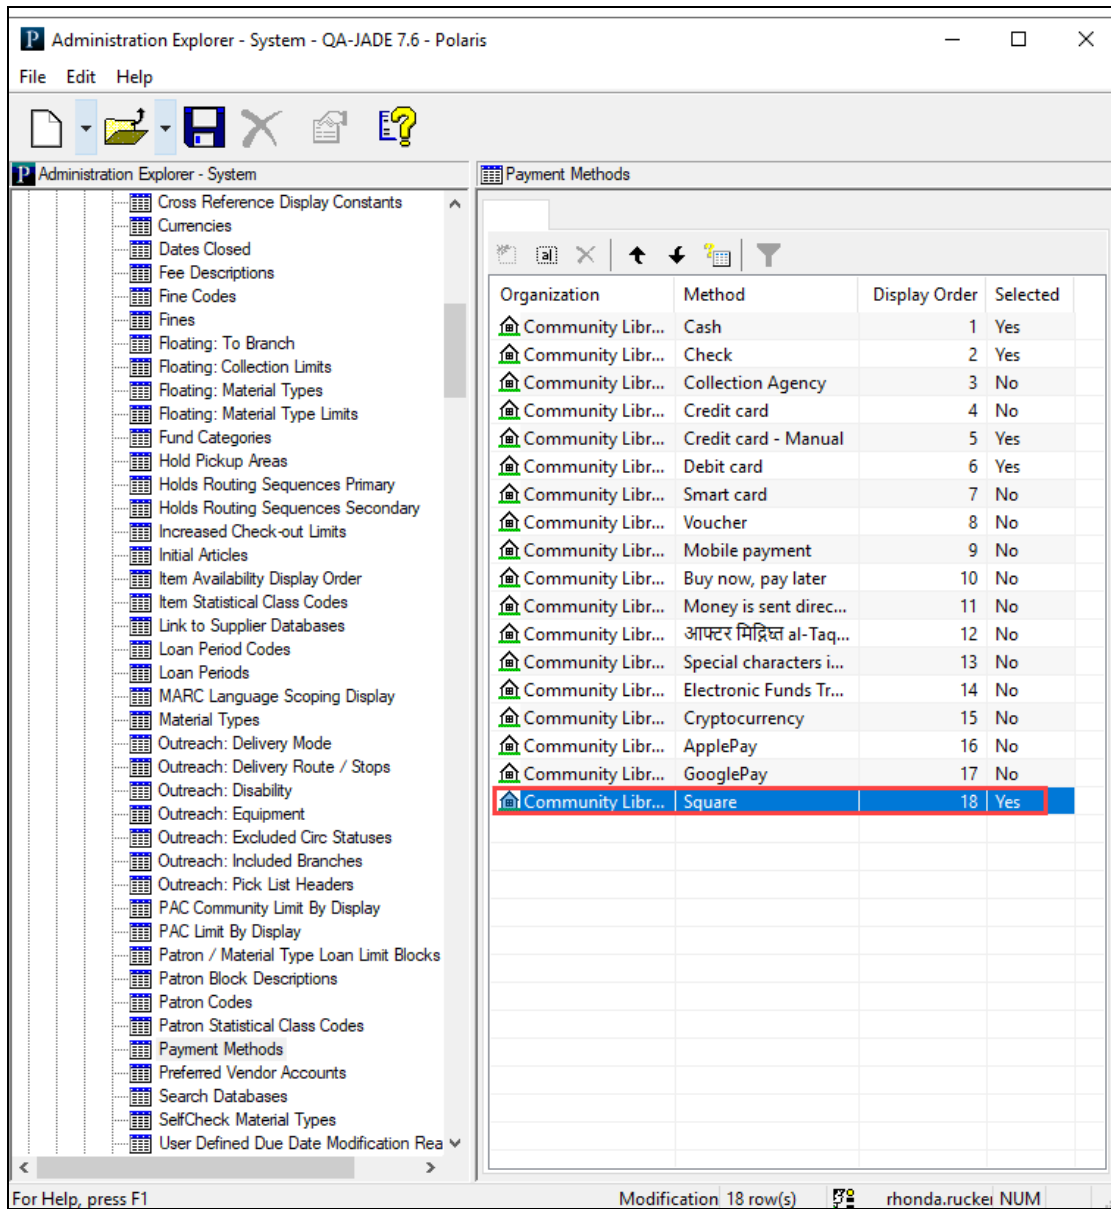 Administration Explorer - System - QA-JADE 7.6 - Polaris
File Edit Help
Administration Explorer - System
Cross Reference Display Constants
Currencies
Dates Closed
Fee Descriptions
Fine Codes
Fines
Floating: To Branch
Floating: Collection Limits
Floating: Material Types
Floating: Material Type Limits
Fund Categories
Hold Pickup Areas
Holds Routing Sequences Primary
Holds Routing Sequences Secondary
Increased Check-out Limits
Initial Articles
Item Availability Display Order
Item Statistical Class Codes
Link to Supplier Databases
Loan Period Codes
Loan Periods
MARC Language Scoping Display
Material Types
Outreach: Delivery Mode
Outreach: Delivery Route / Stops
Outreach: Disability
Outreach: Equipment
Outreach: Excluded Circ Statuses
Outreach: Included Branches
Outreach: Pick List Headers
PAC Community Limit By Display
PAC Limit By Display
Patron / Material Type Loan Limit Blocks
Patron Block Descriptions
Patron Codes
Patron Statistical Class Codes
Payment Methods
Preferred Vendor Accounts
Search Databases
SelfCheck Material Types
User Defined Due Date Modification Rea
Payment Methods
Organization Method Display Order Selected
Community Libr... Cash 1 Yes
Community Libr... Check 2 Yes
Community Libr... Collection Agency 3 No
Community Libr... Credit card 4 No
Community Libr... Credit card - Manual 5 Yes
Community Libr... Debit card 6 Yes
Community Libr... Smart card 7 No
Community Libr... Voucher 8 No
Community Libr... Mobile payment 9 No
Community Libr... Buy now, pay later 10 No
Community Libr... Money is sent direc... 11 No
Community Libr... आफ्टर मिद्रिघ्त al-Taq... 12 No
Community Libr... Special characters i... 13 No
Community Libr... Electronic Funds Tr... 14 No
Community Libr... Cryptocurrency 15 No
Community Libr... ApplePay 16 No
Community Libr... GooglePay 17 No
Community Libr... Square 18 Yes
For Help, press F1 Modification 18 row(s) rhonda.rucker NUM